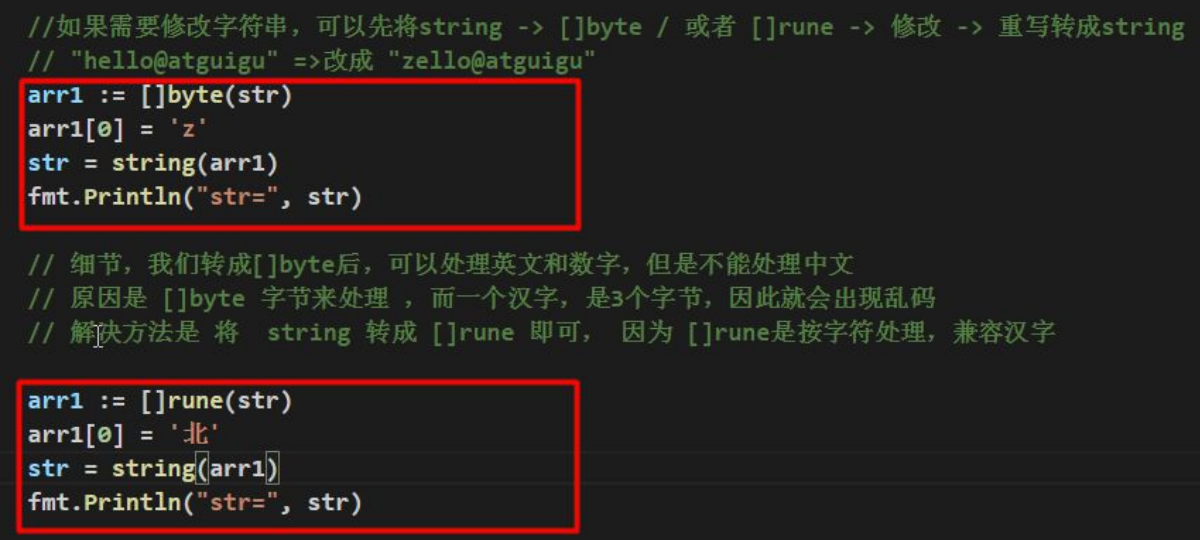 //如果需要修改字符串，可以先将string -> []byte / 或者 []rune -> 修改 -> 重写转成string
// "hello@atguigu" =>改成 "zello@atguigu"
arr1 := []byte(str)
arr1[0] = 'z'
str = string(arr1)
fmt.Println("str=", str)
// 细节，我们转成[]byte后，可以处理英文和数字，但是不能处理中文
// 原因是 []byte 字节来处理 ，而一个汉字，是3个字节，因此就会出现乱码
// 解决方法是 将  string 转成 []rune 即可， 因为 []rune是按字符处理，兼容汉字
arr1 := []rune(str)
arr1[0] = '北'
str = string(arr1)
fmt.Println("str=", str)